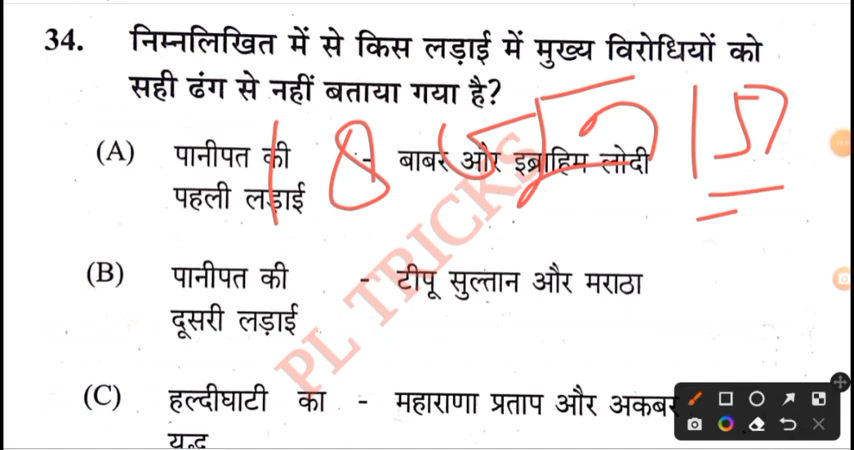 34. निम्नलिखित में से किस लड़ाई में मुख्य विरोधियों को
सही ढंग से नहीं बताया गया है?
(A) पानीपत की - बाबर और इब्राहिम लोदी
पहली लड़ाई
(B) पानीपत की - टीपू सुल्तान और मराठा
दूसरी लड़ाई
(C) हल्दीघाटी का - महाराणा प्रताप और अकबर
युद्ध
PL TRICKS